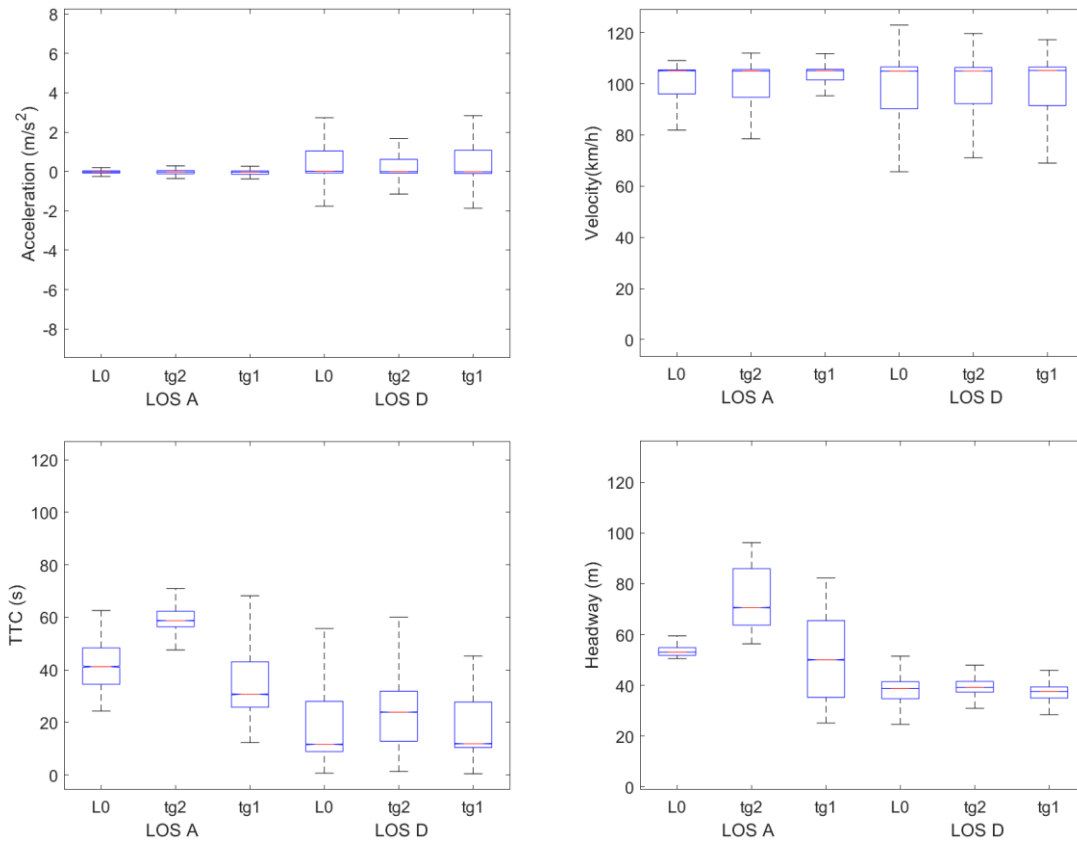 Acceleration (m/s²)
8
6
4
2
0
-2
-4
-6
-8
L0 tg2 tg1 L0 tg2 tg1
LOS A LOS D
Velocity(km/h)
120
100
80
60
40
20
0
L0 tg2 tg1 L0 tg2 tg1
LOS A LOS D
TTC (s)
120
100
80
60
40
20
0
L0 tg2 tg1 L0 tg2 tg1
LOS A LOS D
Headway (m)
120
100
80
60
40
20
0
L0 tg2 tg1 L0 tg2 tg1
LOS A LOS D